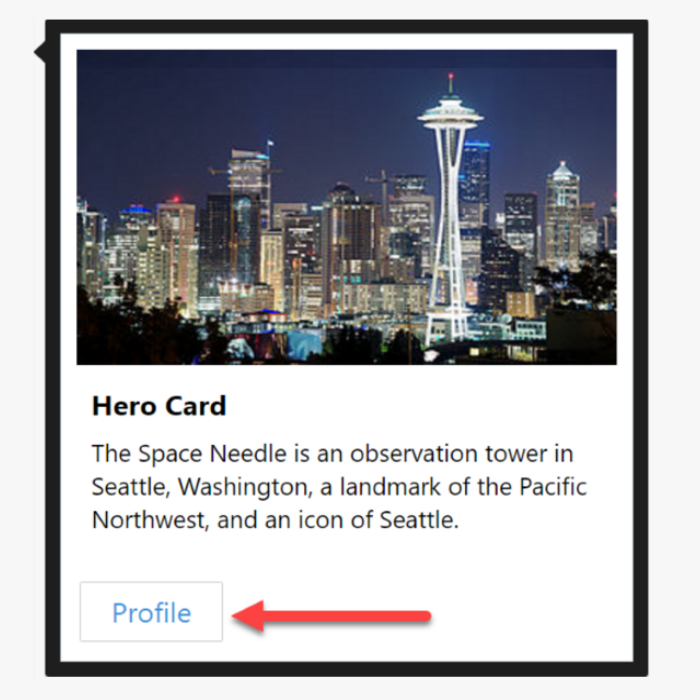 Hero Card
The Space Needle is an observation tower in
Seattle, Washington, a landmark of the Pacific
Northwest, and an icon of Seattle.
Profile